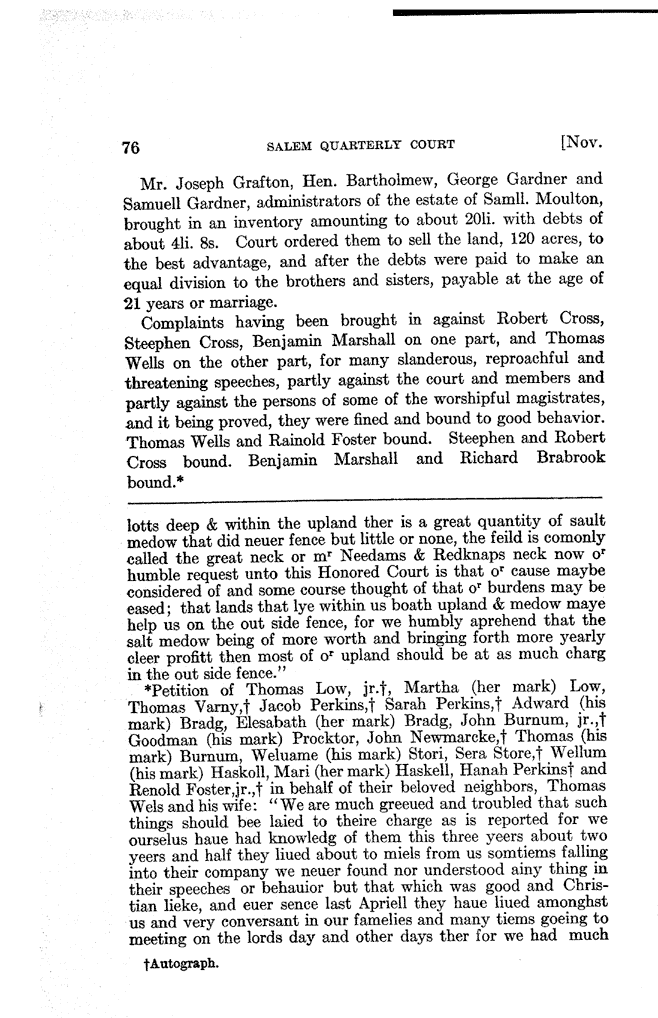 76 SALEM QUARTERLY COURT [Nov.
Mr. Joseph Grafton, Hen. Bartholmew, George Gardner and
Samuell Gardner, administrators of the estate of Samll. Moulton,
brought in an inventory amounting to about 20li. with debts of
about 4li. 8s. Court ordered them to sell the land, 120 acres, to
the best advantage, and after the debts were paid to make an
equal division to the brothers and sisters, payable at the age of
21 years or marriage.
Complaints having been brought in against Robert Cross,
Steephen Cross, Benjamin Marshall on one part, and Thomas
Wells on the other part, for many slanderous, reproachful and
threatening speeches, partly against the court and members and
partly against the persons of some of the worshipful magistrates,
and it being proved, they were fined and bound to good behavior.
Thomas Wells and Rainold Foster bound. Steephen and Robert
Cross bound. Benjamin Marshall and Richard Brabrook
bound.*
lotts deep & within the upland ther is a great quantity of sault
medow that did neuer fence but little or none, the feild is comonly
called the great neck or mʳ Needams & Redknaps neck now oʳ
humble request unto this Honored Court is that oʳ cause maybe
considered of and some course thought of that oʳ burdens may be
eased; that lands that lye within us boath upland & medow maye
help us on the out side fence, for we humbly aprehend that the
salt medow being of more worth and bringing forth more yearly
cleer profitt then most of oʳ upland should be at as much charg
in the out side fence."
*Petition of Thomas Low, jr.†, Martha (her mark) Low,
Thomas Varny,† Jacob Perkins,† Sarah Perkins,† Adward (his
mark) Bradg, Elesabath (her mark) Bradg, John Burnum, jr.,†
Goodman (his mark) Procktor, John Newmarcke,† Thomas (his
mark) Burnum, Weluame (his mark) Stori, Sera Store,† Wellum
(his mark) Haskoll, Mari (her mark) Haskell, Hanah Perkins† and
Renold Foster,jr.,† in behalf of their beloved neighbors, Thomas
Wels and his wife: "We are much greeued and troubled that such
things should bee laied to theire charge as is reported for we
ourselus haue had knowledg of them this three yeers about two
yeers and half they liued about to miels from us somtiems falling
into their company we neuer found nor understood ainy thing in
their speeches or behauior but that which was good and Chris-
tian lieke, and euer sence last Apriell they haue liued amonghst
us and very conversant in our famelies and many tiems goeing to
meeting on the lords day and other days ther for we had much
†Autograph.